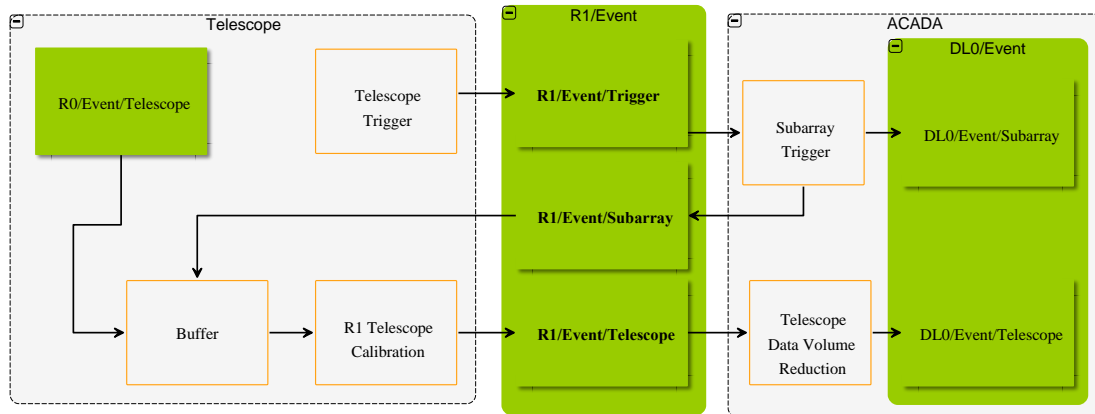 Telescope
R1/Event
ACADA
DL0/Event
R0/Event/Telescope
Telescope
Trigger
R1/Event/Trigger
Subarray
Trigger
DL0/Event/Subarray
R1/Event/Subarray
Buffer
R1 Telescope
Calibration
R1/Event/Telescope
Telescope
Data Volume
Reduction
DL0/Event/Telescope